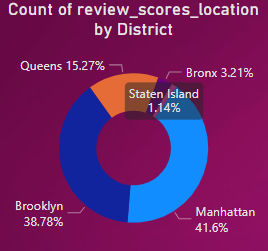 Count of review_scores_location
by District
Queens 15.27%
Bronx 3.21%
Staten Island
1.14%
Brooklyn
38.78%
Manhattan
41.6%